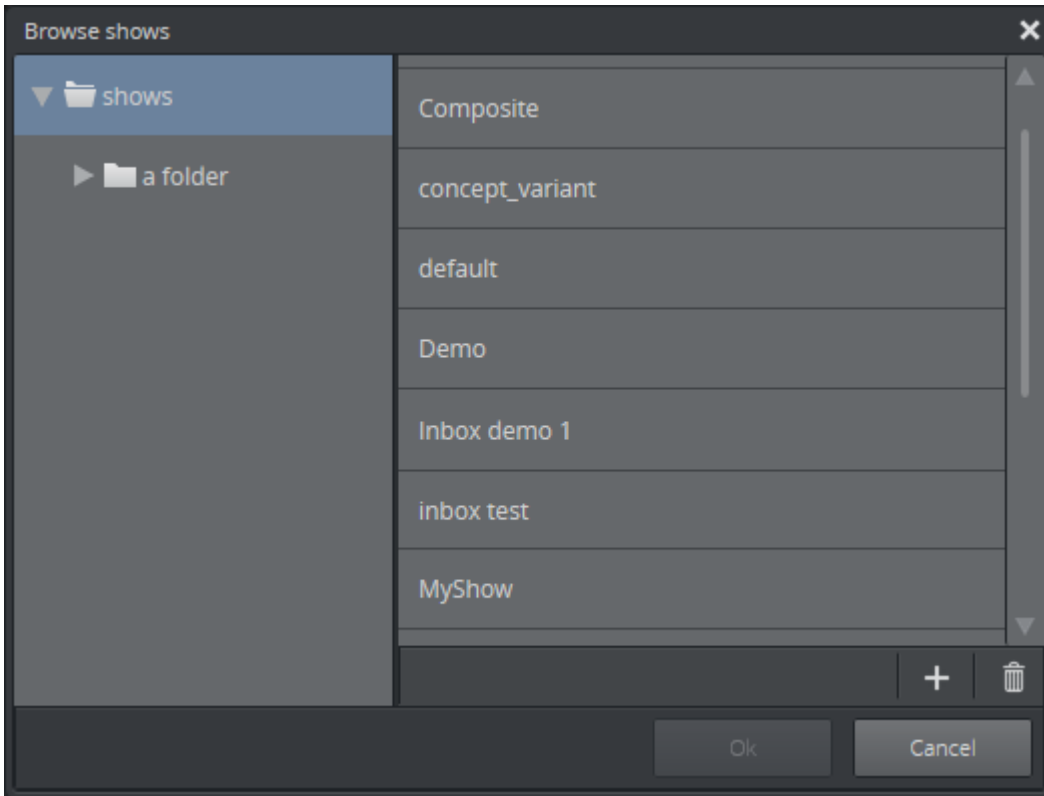 Browse shows
shows
a folder
Composite
concept_variant
default
Demo
Inbox demo 1
inbox test
MyShow
Ok
Cancel